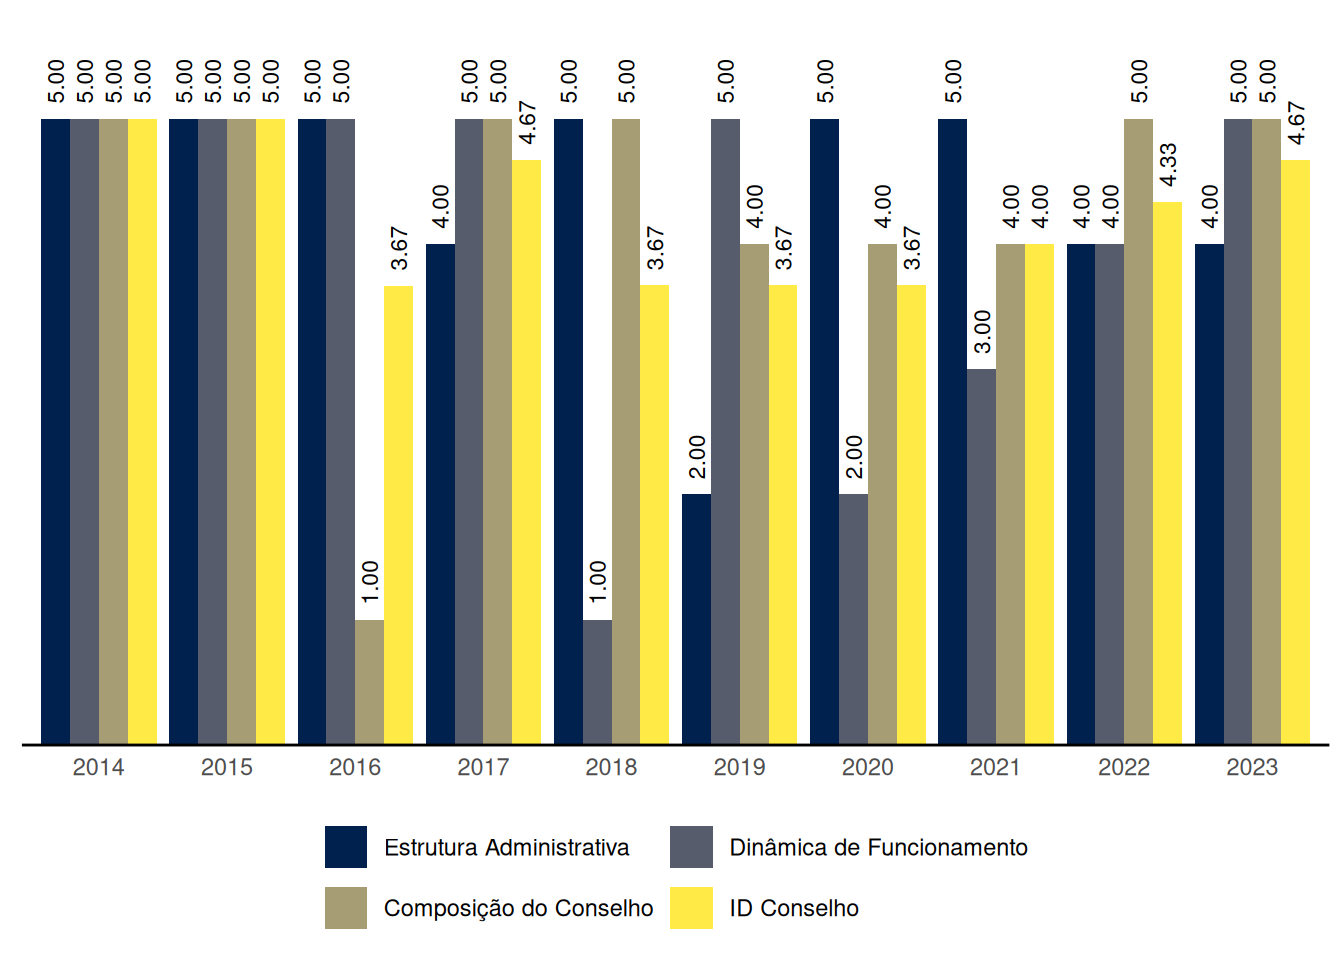 5.00 5.00 5.00 5.00 5.00 5.00 5.00 5.00 5.00 5.00 1.00 3.67 4.00 5.00 5.00 4.67 5.00 1.00 5.00 3.67 2.00 5.00 4.00 3.67 5.00 2.00 4.00 3.67 5.00 3.00 4.00 4.00 4.00 4.00 5.00 4.33 4.00 5.00 5.00 4.67
2014 2015 2016 2017 2018 2019 2020 2021 2022 2023
Estrutura Administrativa Dinâmica de Funcionamento
Composição do Conselho ID Conselho